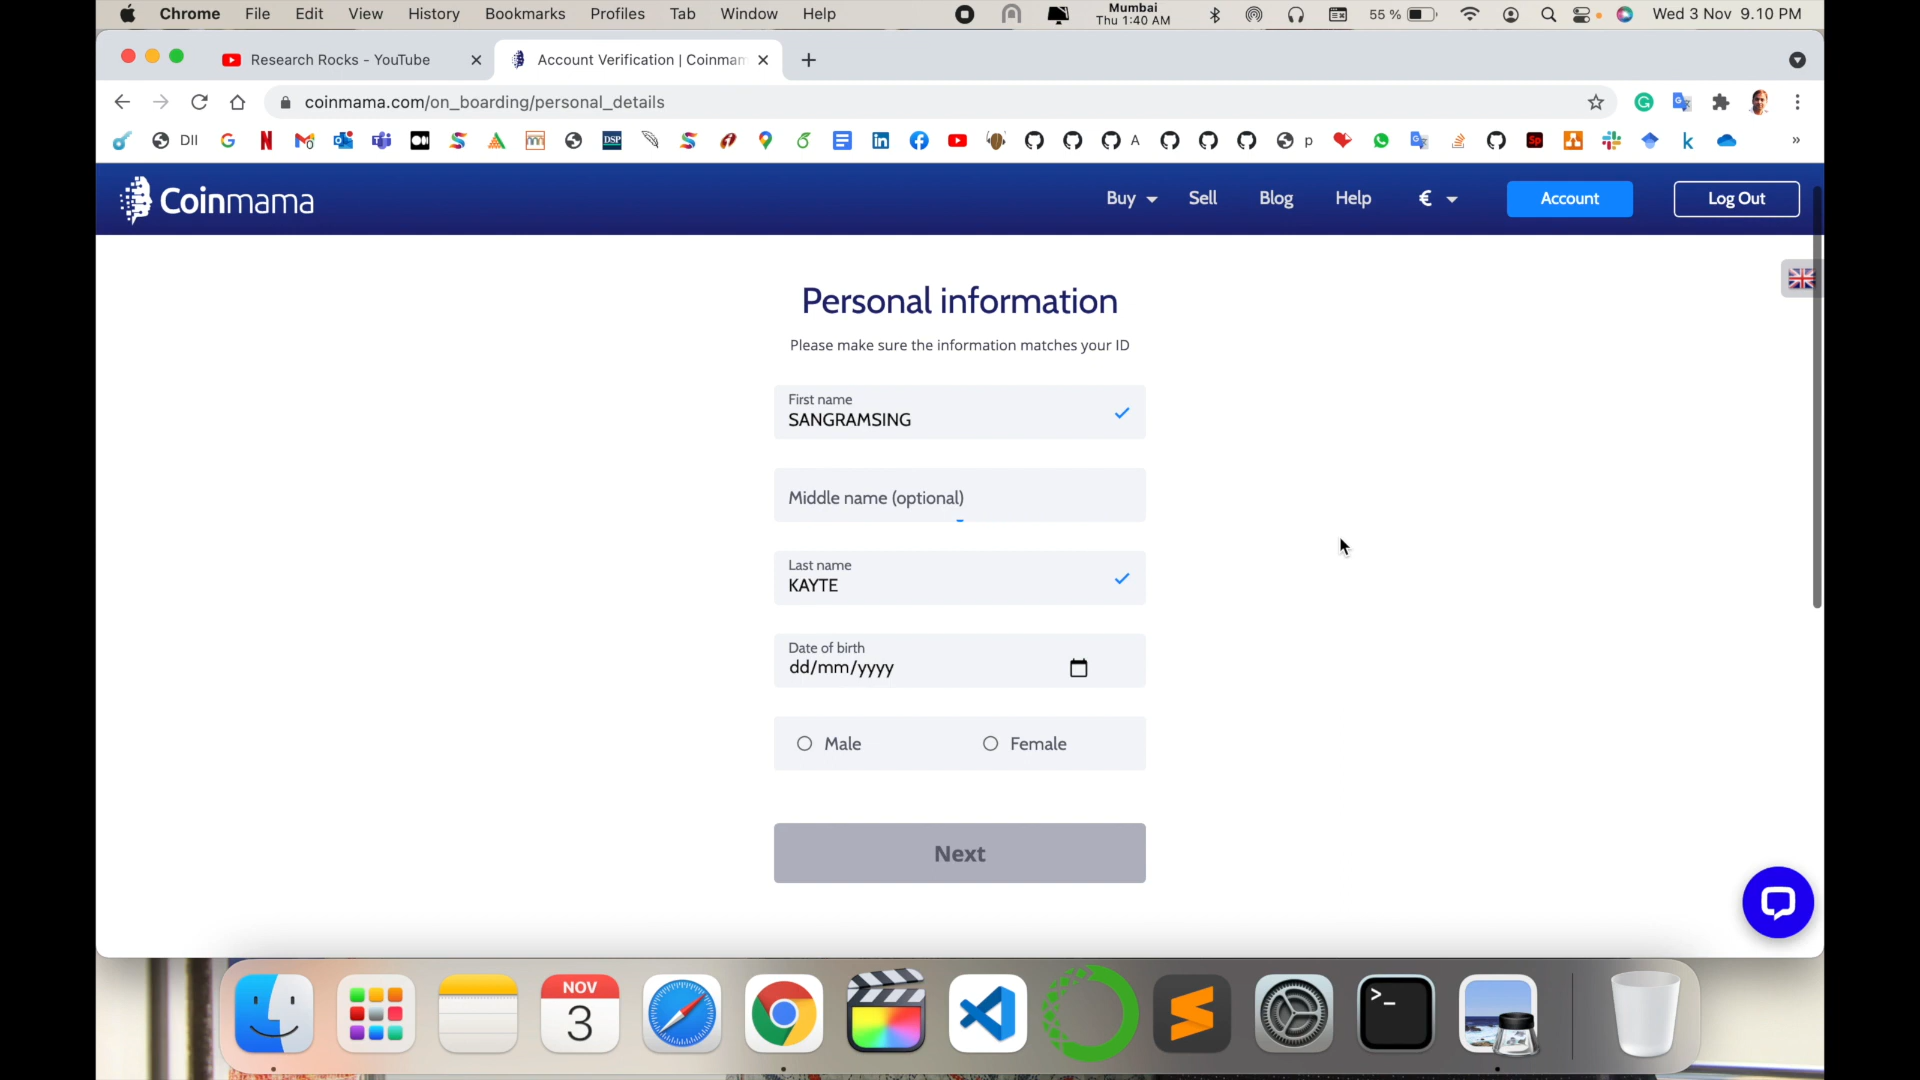 Chrome File Edit View History Bookmarks Profiles Tab Window Help
Mumbai
Thu 1:40 AM
55 %
Wed 3 Nov 9.10 PM
Research Rocks - YouTube
Account Verification | Coinmam
coinmama.com/on_boarding/personal_details
DII
DSP
A
p
Sp
k
Coinmama
Buy Sell Blog Help € Account Log Out
Personal information
Please make sure the information matches your ID
First name
SANGRAMSING
Middle name (optional)
Last name
KAYTE
Date of birth
dd/mm/yyyy
Male Female
Next
NOV
3